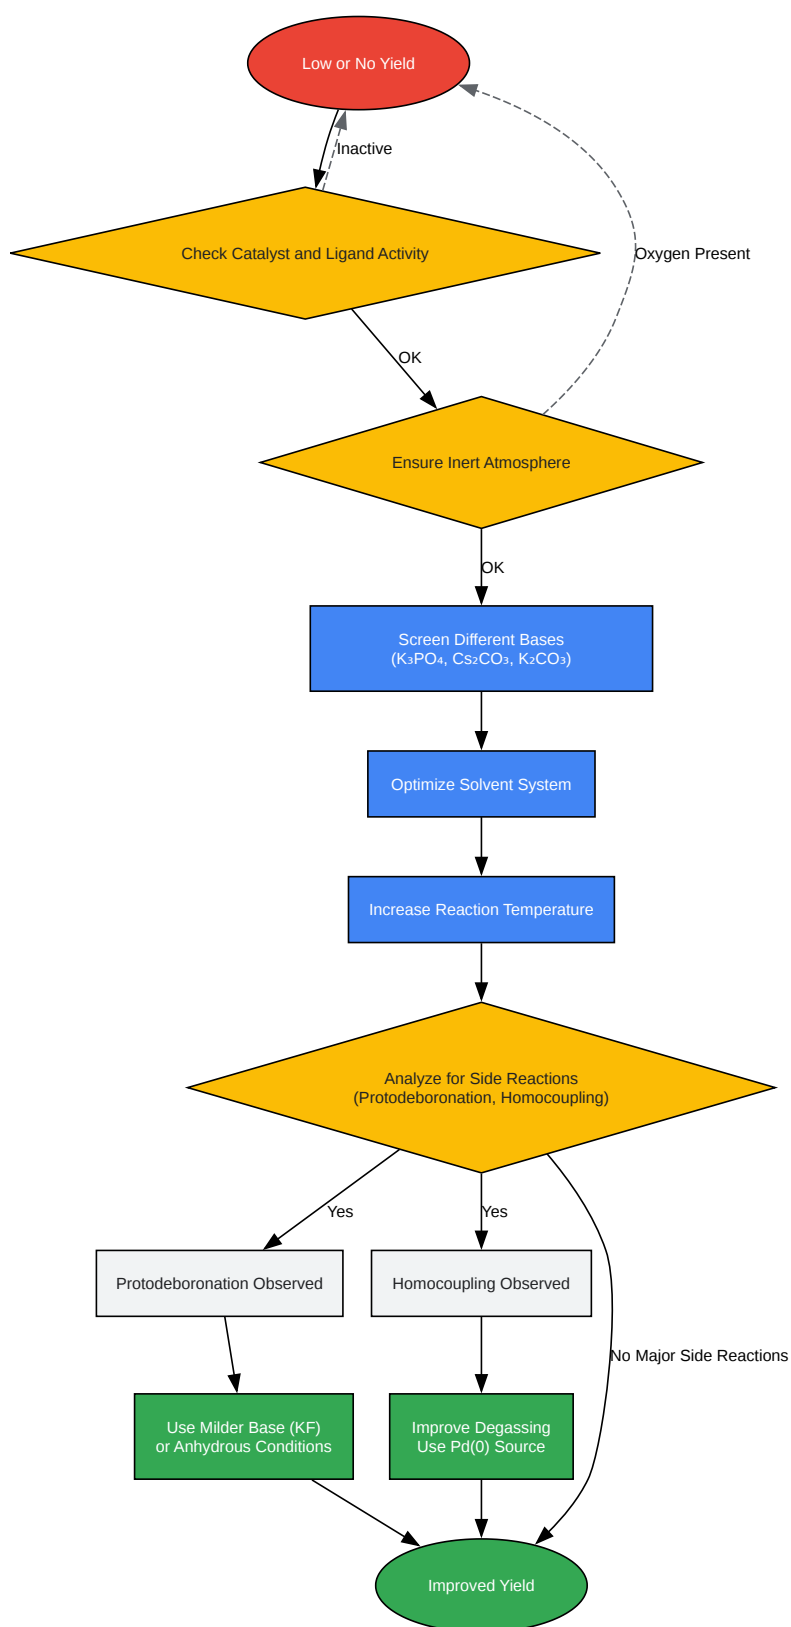 Low or No Yield
Inactive
Check Catalyst and Ligand Activity
Oxygen Present
OK
Ensure Inert Atmosphere
OK
Screen Different Bases
(K₃PO₄, Cs₂CO₃, K₂CO₃)
Optimize Solvent System
Increase Reaction Temperature
Analyze for Side Reactions
(Protodeboronation, Homocoupling)
Yes
Yes
Protodeboronation Observed
Homocoupling Observed
No Major Side Reactions
Use Milder Base (KF)
or Anhydrous Conditions
Improve Degassing
Use Pd(0) Source
Improved Yield